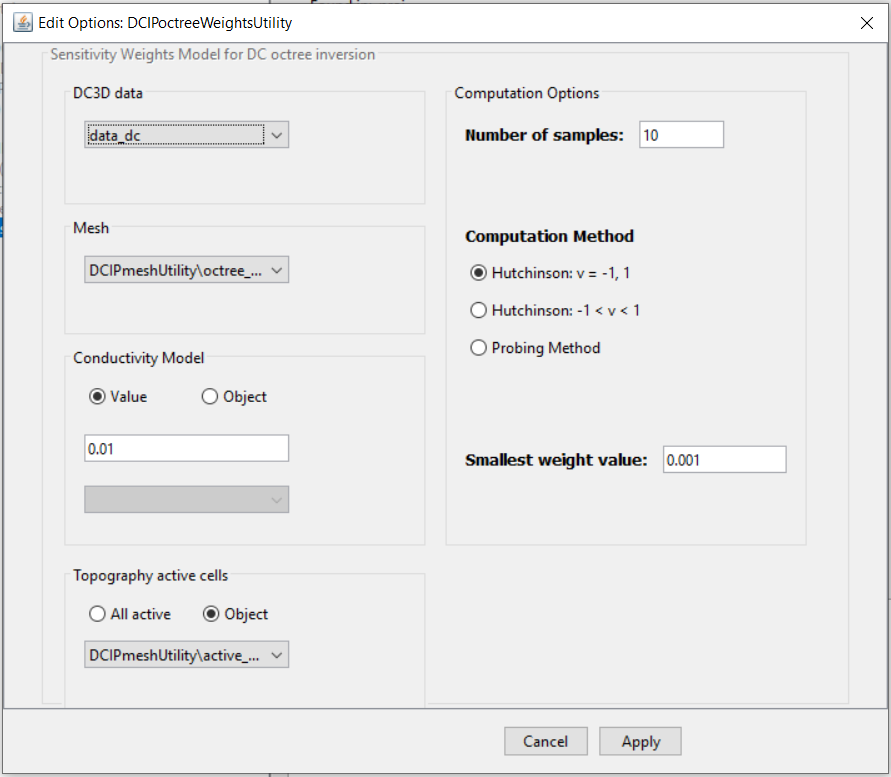 Edit Options: DCIPoctreeWeightsUtility
Sensitivity Weights Model for DC octree inversion
DC3D data
data_dc
Mesh
DCIPmeshUtility\octree_...
Conductivity Model
Value
Object
0.01
Topography active cells
All active
Object
DCIPmeshUtility\active_...
Computation Options
Number of samples:
10
Computation Method
Hutchinson: v = -1, 1
Hutchinson: -1 < v < 1
Probing Method
Smallest weight value:
0.001
Cancel
Apply